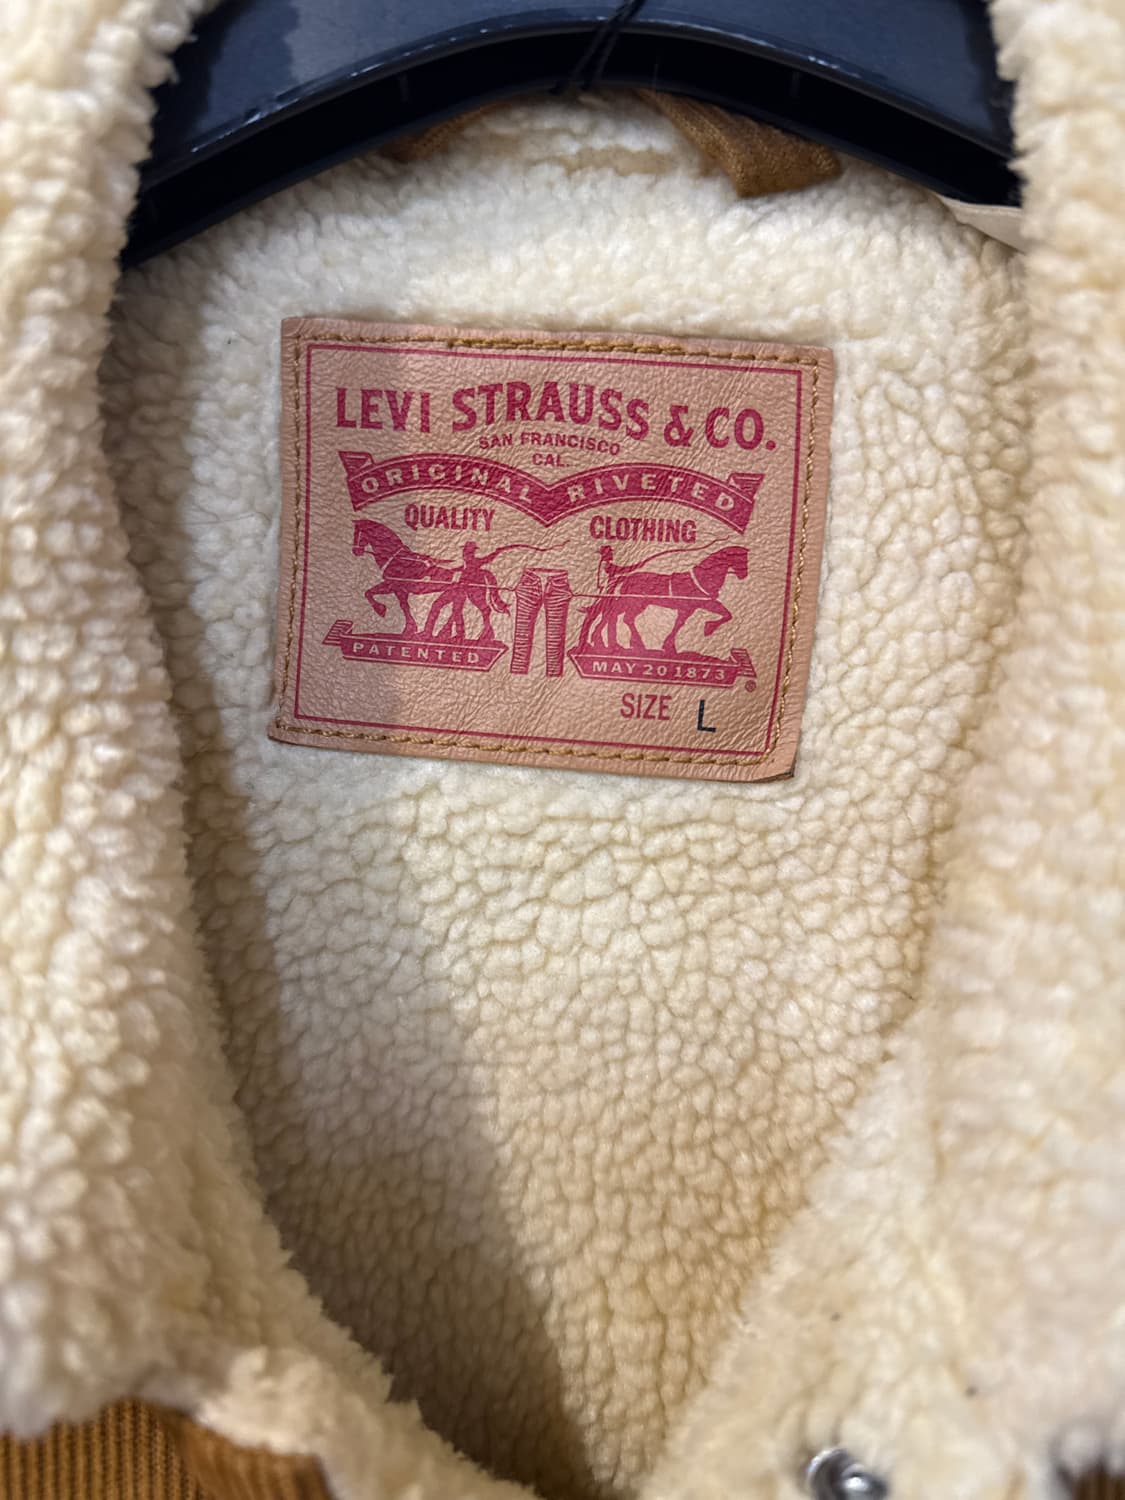 LEVI STRAUSS & CO.
SAN FRANCISCO
CAL.
ORIGINAL RIVETED
QUALITY CLOTHING
PATENTED MAY 20 1873
®
SIZE L